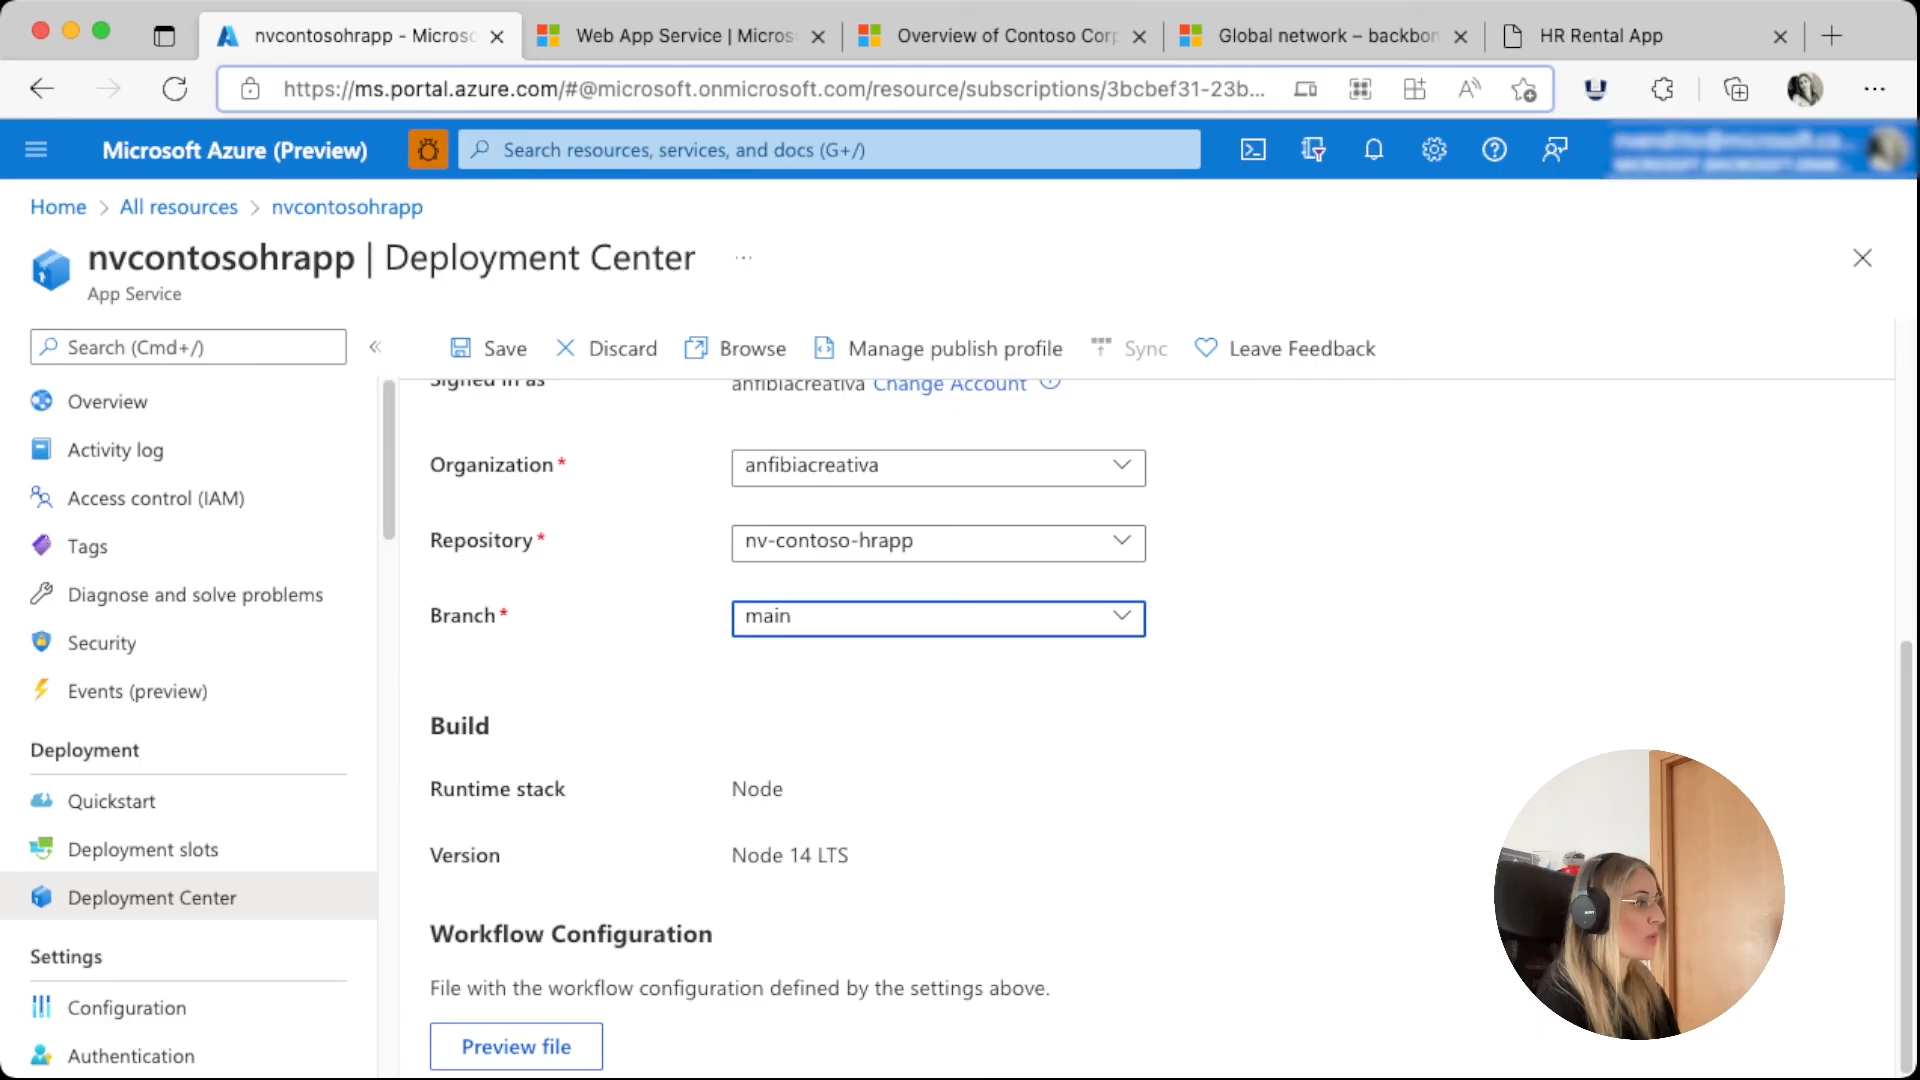 nvcontosohrapp - Micros
Web App Service | Micros
Overview of Contoso Corp
Global network – backbon
HR Rental App
https://ms.portal.azure.com/#@microsoft.onmicrosoft.com/resource/subscriptions/3bcbef31-23b...
Microsoft Azure (Preview)
Search resources, services, and docs (G+/)
Home > All resources > nvcontosohrapp
nvcontosohrapp | Deployment Center ...
App Service
Search (Cmd+/)
Save
Discard
Browse
Manage publish profile
Sync
Leave Feedback
Overview
Activity log
Access control (IAM)
Tags
Diagnose and solve problems
Security
Events (preview)
Deployment
Quickstart
Deployment slots
Deployment Center
Settings
Configuration
Authentication
Signed in as anfibiacreativa Change Account
Organization * anfibiacreativa
Repository * nv-contoso-hrapp
Branch * main
Build
Runtime stack Node
Version Node 14 LTS
Workflow Configuration
File with the workflow configuration defined by the settings above.
Preview file